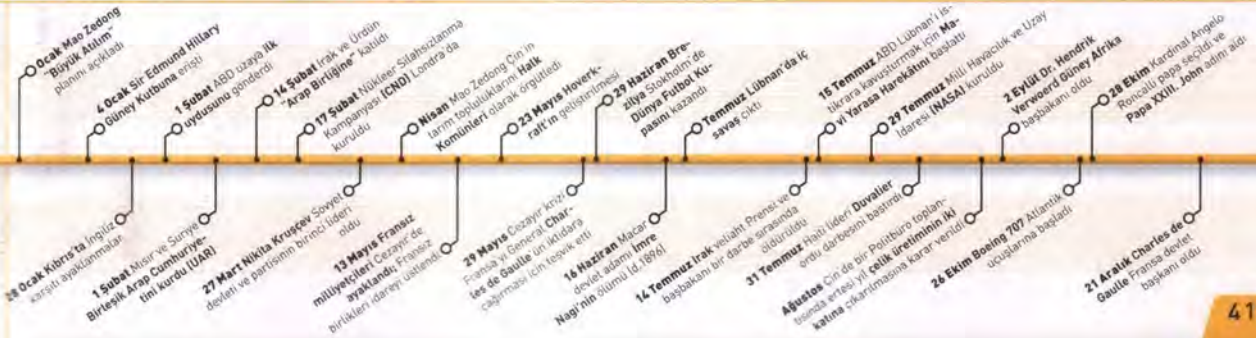 Ocak Mao Zedong
"Büyük Atılım"
planını açıkladı
4 Ocak Sir Edmund Hillary
Güney Kutbuna erişti
1 Şubat ABD uzaya ilk
uydusunu gönderdi
14 Şubat Irak ve Ürdün
"Arap Birliğine" katıldı
17 Şubat Nükleer Silahsızlanma
Kampanyası (CND) Londra'da
kuruldu
Nisan Mao Zedong Çin'in
tarım topluluklarını Halk
Komünleri olarak örgütledi
23 Mayıs Hoverk-
raft'in geliştirilmesi
29 Haziran Bre-
zilya Stokholm'de
Dünya Futbol Ku-
pasını kazandı
Temmuz Lübnan'da iç
savaş çıktı
15 Temmuz ABD Lübnan'ı is-
tikrara kavuşturmak için Ma-
vi Yarasa Harekâtını başlattı
29 Temmuz Milli Havacılık ve Uzay
İdaresi (NASA) kuruldu
2 Eylül Dr. Hendrik
Verwoerd Güney Afrika
başbakanı oldu
28 Ekim Kardinal Angelo
Roncalli papa seçildi ve
Papa XXIII. John adını aldı
28 Ocak Kıbrıs'ta İngiliz
karşıtı ayaklanmalar
1 Şubat Mısır ve Suriye
Birleşik Arap Cumhuriye-
tini kurdu (UAR)
27 Mart Nikita Kruşçev Sovyet
devleti ve partisinin birinci lideri
oldu
13 Mayıs Fransız
milliyetçileri Cezayir'de
ayaklandı; Fransız
birlikleri idareyi üstlendi
29 Mayıs Cezayir krizi
Fransa'yı General Char-
les de Gaulle'ün iktidara
çağırması için teşvik etti
16 Haziran Macar
devlet adamı İmre
Nagi'nin ölümü (d.1896)
14 Temmuz Irak veliaht Prensi ve
başbakanı bir darbe sırasında
öldürüldü
31 Temmuz Haiti lideri Duvalier
ordu darbesini bastırdı
Ağustos Çin'de bir Politbüro toplan-
tısında ertesi yıl çelik üretiminin iki
katına çıkarılmasına karar verildi
26 Ekim Boeing 707 Atlantik
uçuşlarına başladı
21 Aralık Charles de
Gaulle Fransa devlet
başkanı oldu
41